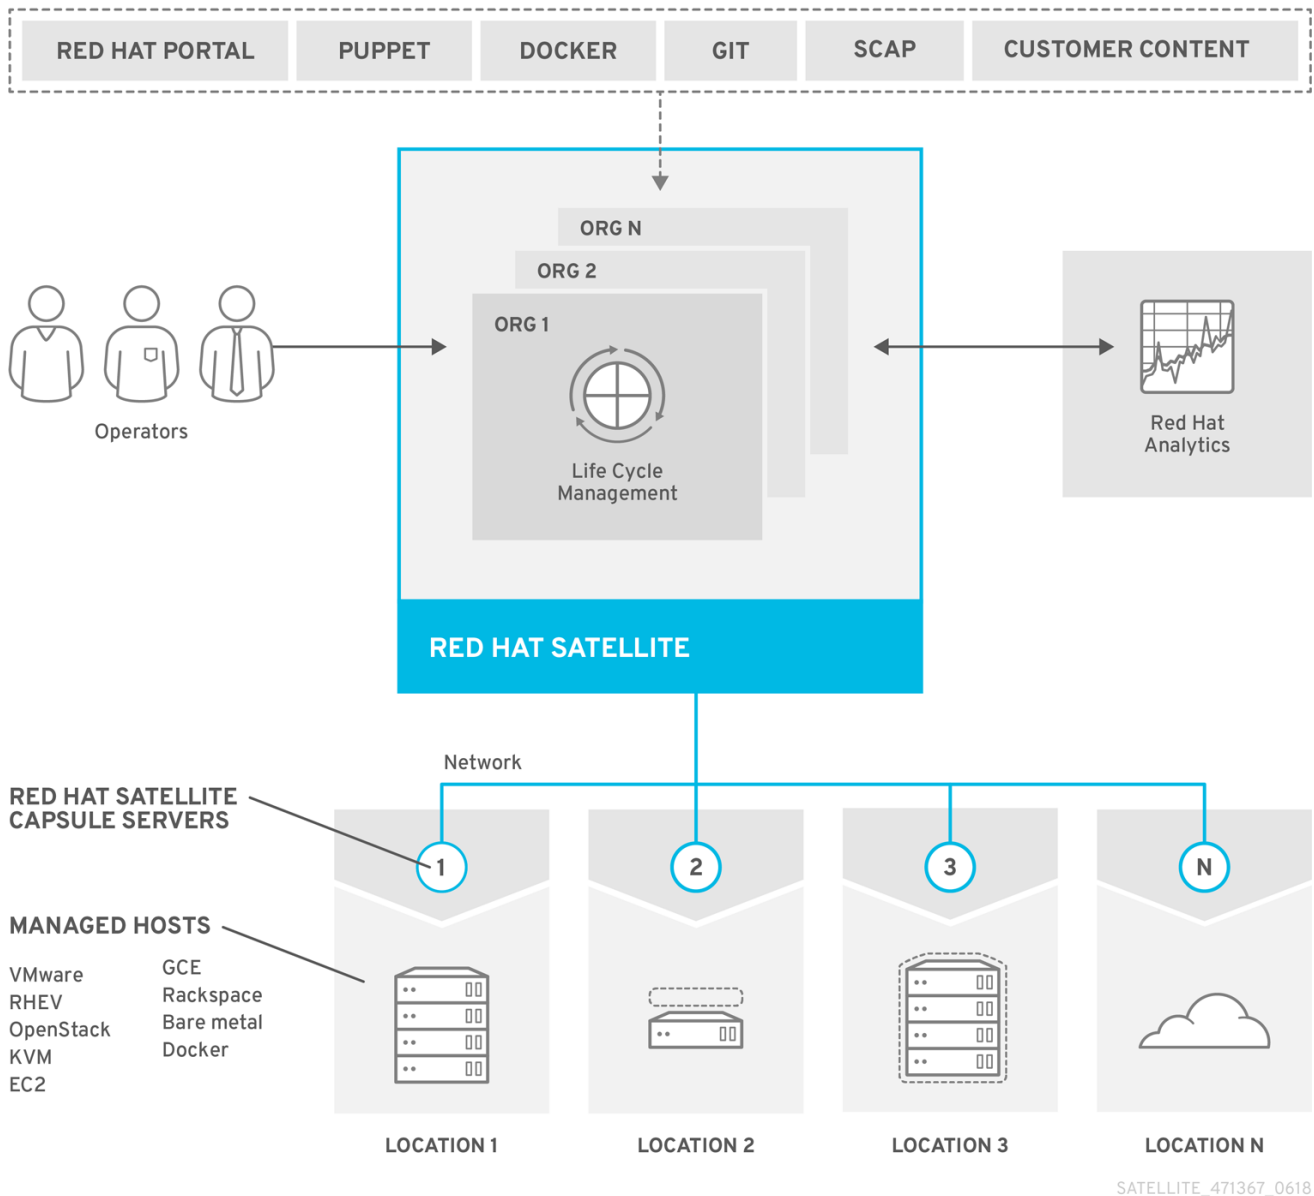 RED HAT PORTAL
PUPPET
DOCKER
GIT
SCAP
CUSTOMER CONTENT
ORG N
ORG 2
ORG 1
Life Cycle
Management
Operators
Red Hat
Analytics
RED HAT SATELLITE
Network
RED HAT SATELLITE
CAPSULE SERVERS
1
2
3
N
MANAGED HOSTS
VMware
RHEV
OpenStack
KVM
EC2
GCE
Rackspace
Bare metal
Docker
LOCATION 1
LOCATION 2
LOCATION 3
LOCATION N
SATELLITE_471367_0618